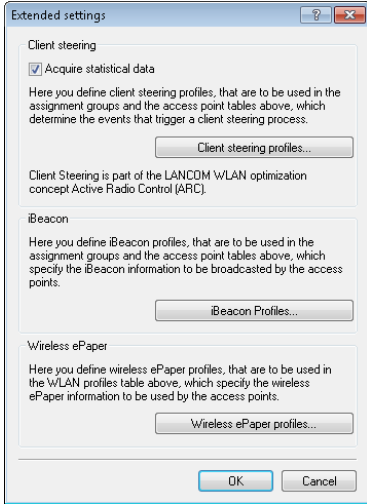 Extended settings
Client steering
Acquire statistical data
Here you define client steering profiles, that are to be used in the
assignment groups and the access point tables above, which
determine the events that trigger a client steering process.
Client steering profiles...
Client Steering is part of the LANCOM WLAN optimization
concept Active Radio Control (ARC).
iBeacon
Here you define iBeacon profiles, that are to be used in the
assignment groups and the access point tables above, which
specify the iBeacon information to be broadcasted by the access
points.
iBeacon Profiles...
Wireless ePaper
Here you define wireless ePaper profiles, that are to be used in
the WLAN profiles table above, which specify the wireless
ePaper information to be used by the access points.
Wireless ePaper profiles...
OK Cancel